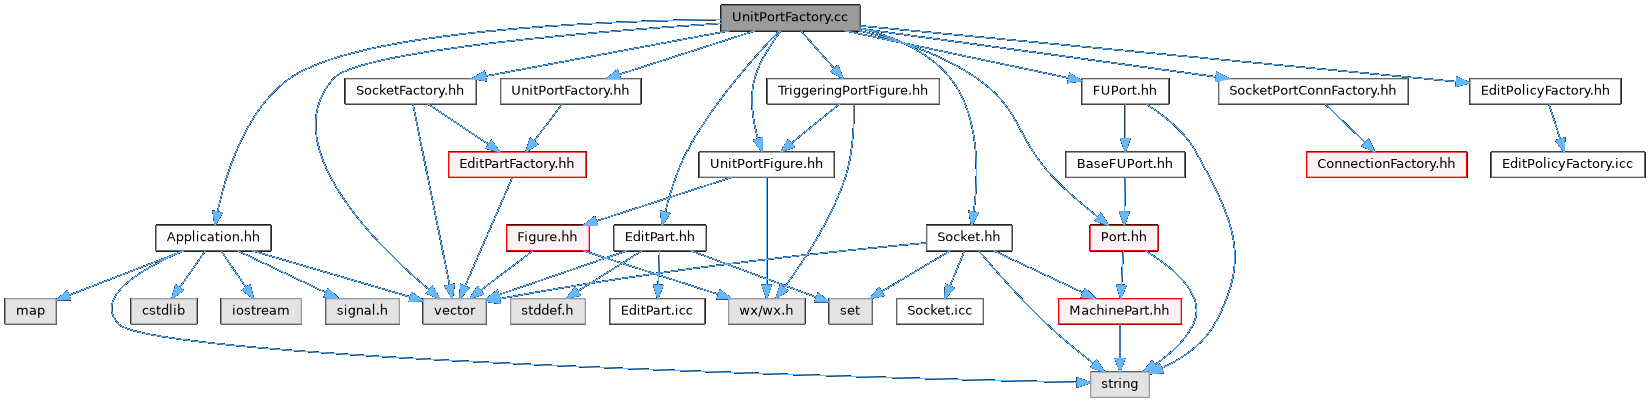 UnitPortFactory.cc
SocketFactory.hh
UnitPortFactory.hh
TriggeringPortFigure.hh
FUPort.hh
SocketPortConnFactory.hh
EditPolicyFactory.hh
EditPartFactory.hh
UnitPortFigure.hh
BaseFUPort.hh
ConnectionFactory.hh
EditPolicyFactory.icc
Application.hh
Figure.hh
EditPart.hh
Socket.hh
Port.hh
map
cstdlib
iostream
signal.h
vector
stddef.h
EditPart.icc
wx/wx.h
set
Socket.icc
MachinePart.hh
string